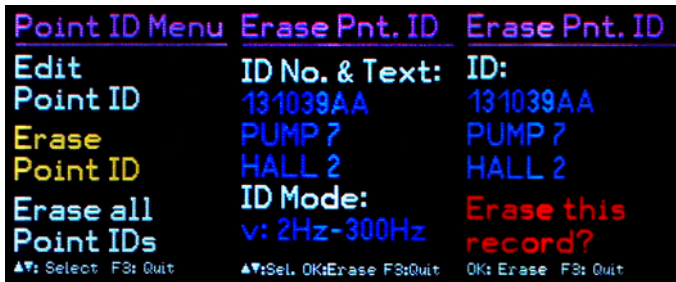 Point ID Menu
Edit
Point ID
Erase
Point ID
Erase all
Point IDs
▲▼: Select F3: Quit
Erase Pnt. ID
ID No. & Text:
131039AA
PUMP 7
HALL 2
ID Mode:
v: 2Hz-300Hz
▲▼:Sel. OK:Erase F3:Quit
Erase Pnt. ID
ID:
131039AA
PUMP 7
HALL 2
Erase this
record?
OK: Erase F3: Quit